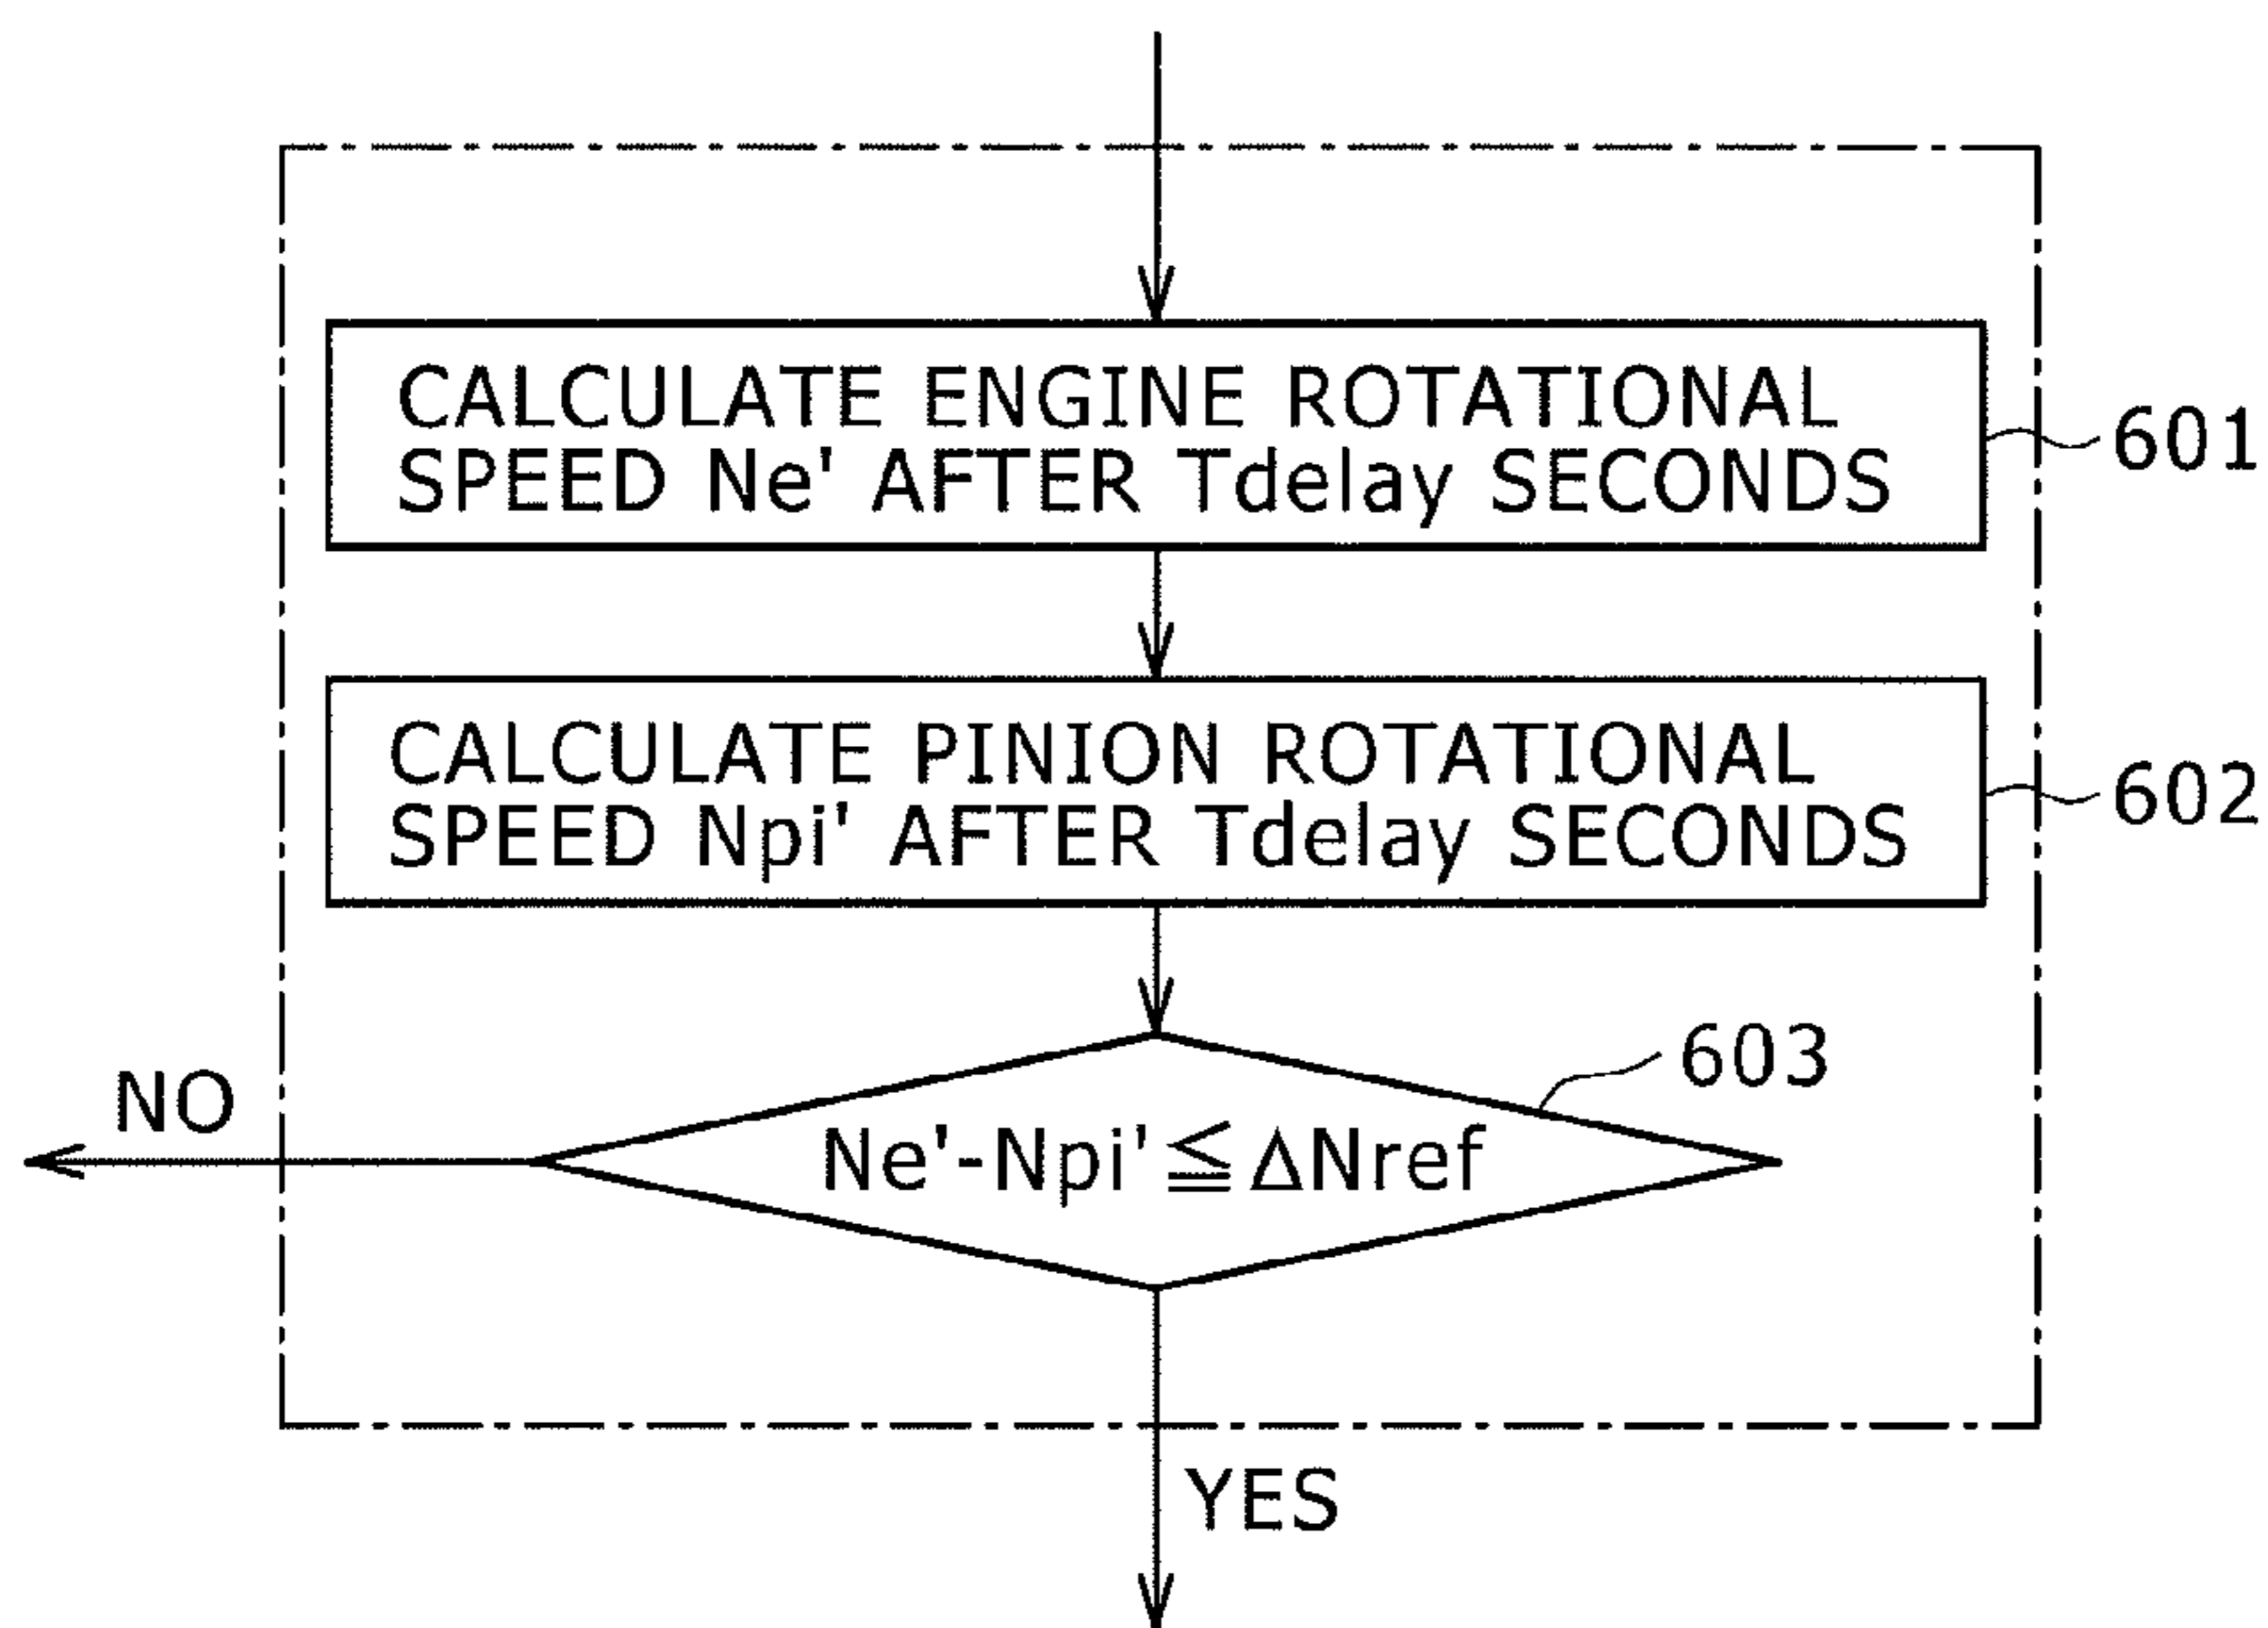 CALCULATE ENGINE ROTATIONAL
SPEED Ne' AFTER Tdelay SECONDS
601
CALCULATE PINION ROTATIONAL
SPEED Npi' AFTER Tdelay SECONDS
602
603
NO
Ne'-Npi'≦ΔNref
YES